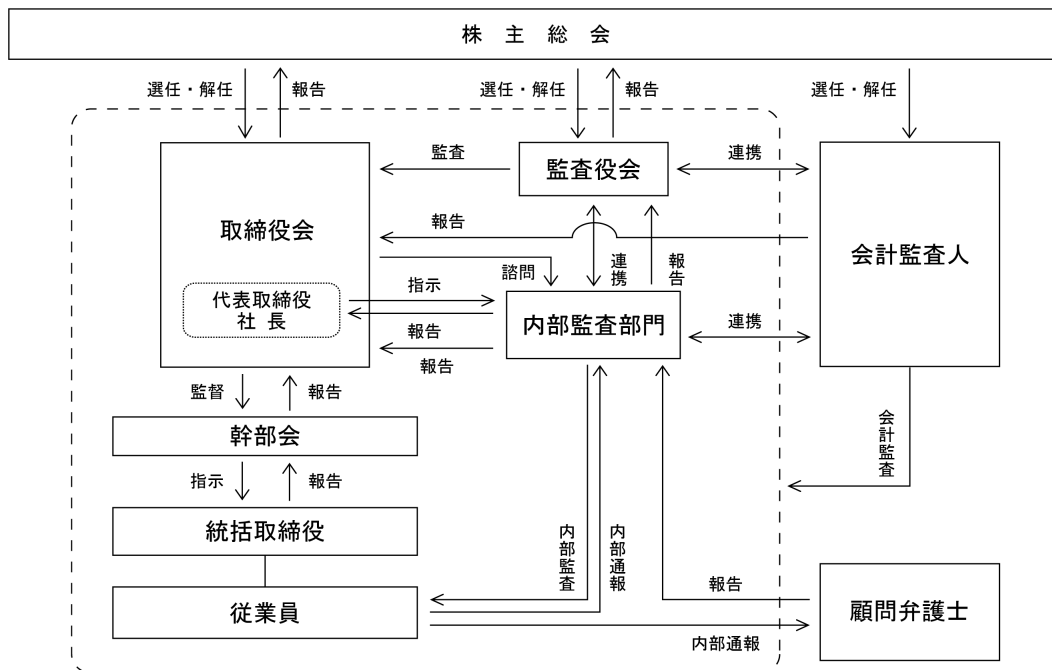 株主総会
選任・解任
報告
選任・解任
報告
選任・解任
監査
監査役会
連携
取締役会
報告
会計監査人
諮問
連携
報告
代表取締役
社長
指示
内部監査部門
連携
報告
報告
監督
報告
幹部会
会計監査
指示
報告
統括取締役
内部監査
内部通報
報告
従業員
顧問弁護士
内部通報